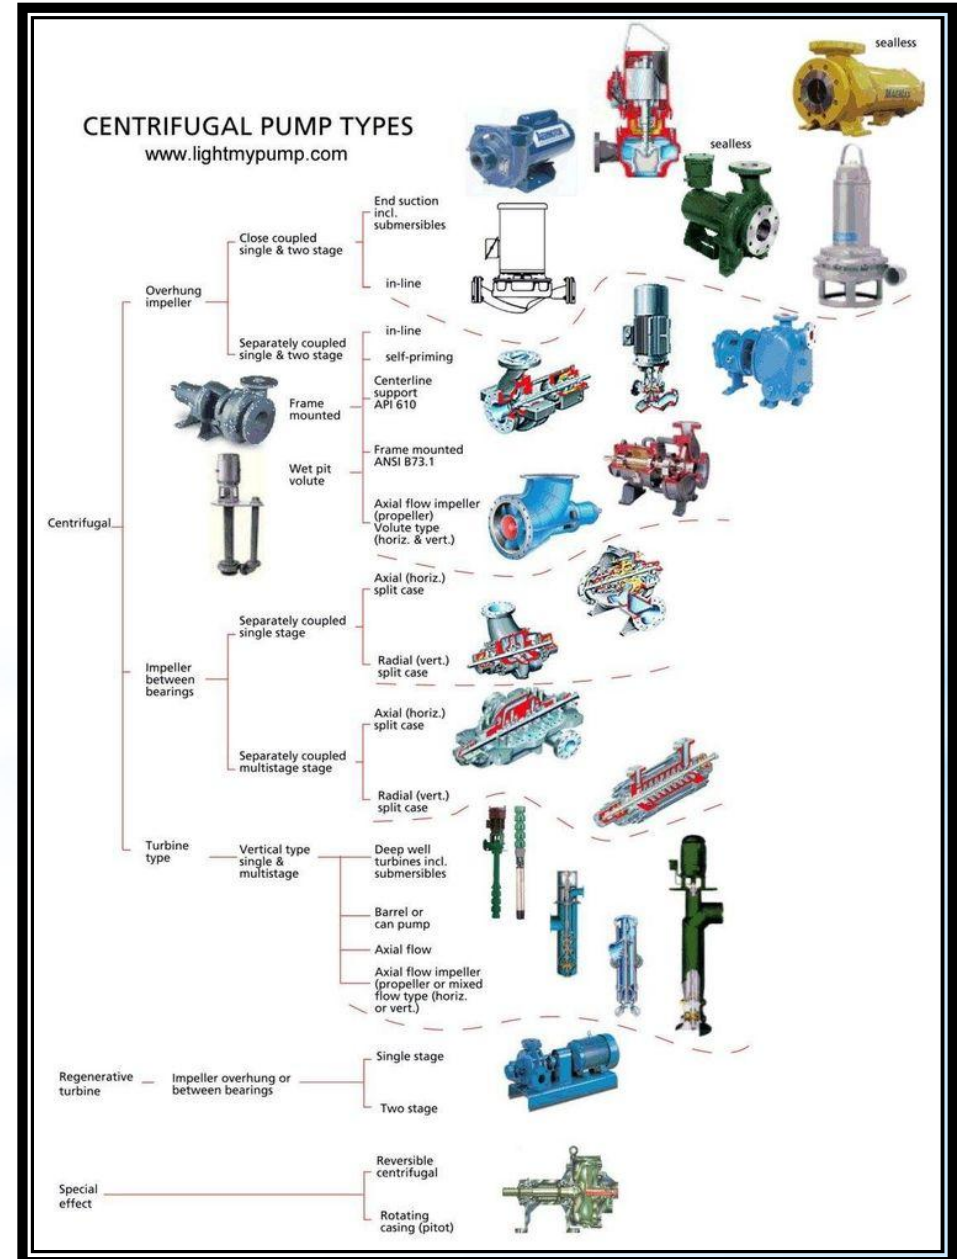 CENTRIFUGAL PUMP TYPES
www.lightmypump.com
sealless
sealless
End suction
incl.
submersibles
Close coupled
single & two stage
in-line
Overhung
impeller
in-line
Separately coupled
single & two stage
self-priming
Frame
mounted
Centerline
support
API 610
Frame mounted
ANSI B73.1
Wet pit
volute
Axial flow impeller
(propeller)
Volute type
(horiz. & vert.)
Centrifugal
Axial (horiz.)
split case
Separately coupled
single stage
Radial (vert.)
split case
Impeller
between
bearings
Axial (horiz.)
split case
Separately coupled
multistage stage
Radial (vert.)
split case
Turbine
type
Vertical type
single &
multistage
Deep well
turbines incl.
submersibles
Barrel or
can pump
Axial flow
Axial flow impeller
(propeller or mixed
flow type (horiz.
or vert.)
Single stage
Regenerative
turbine
Impeller overhung or
between bearings
Two stage
Reversible
centrifugal
Special
effect
Rotating
casing (pitot)